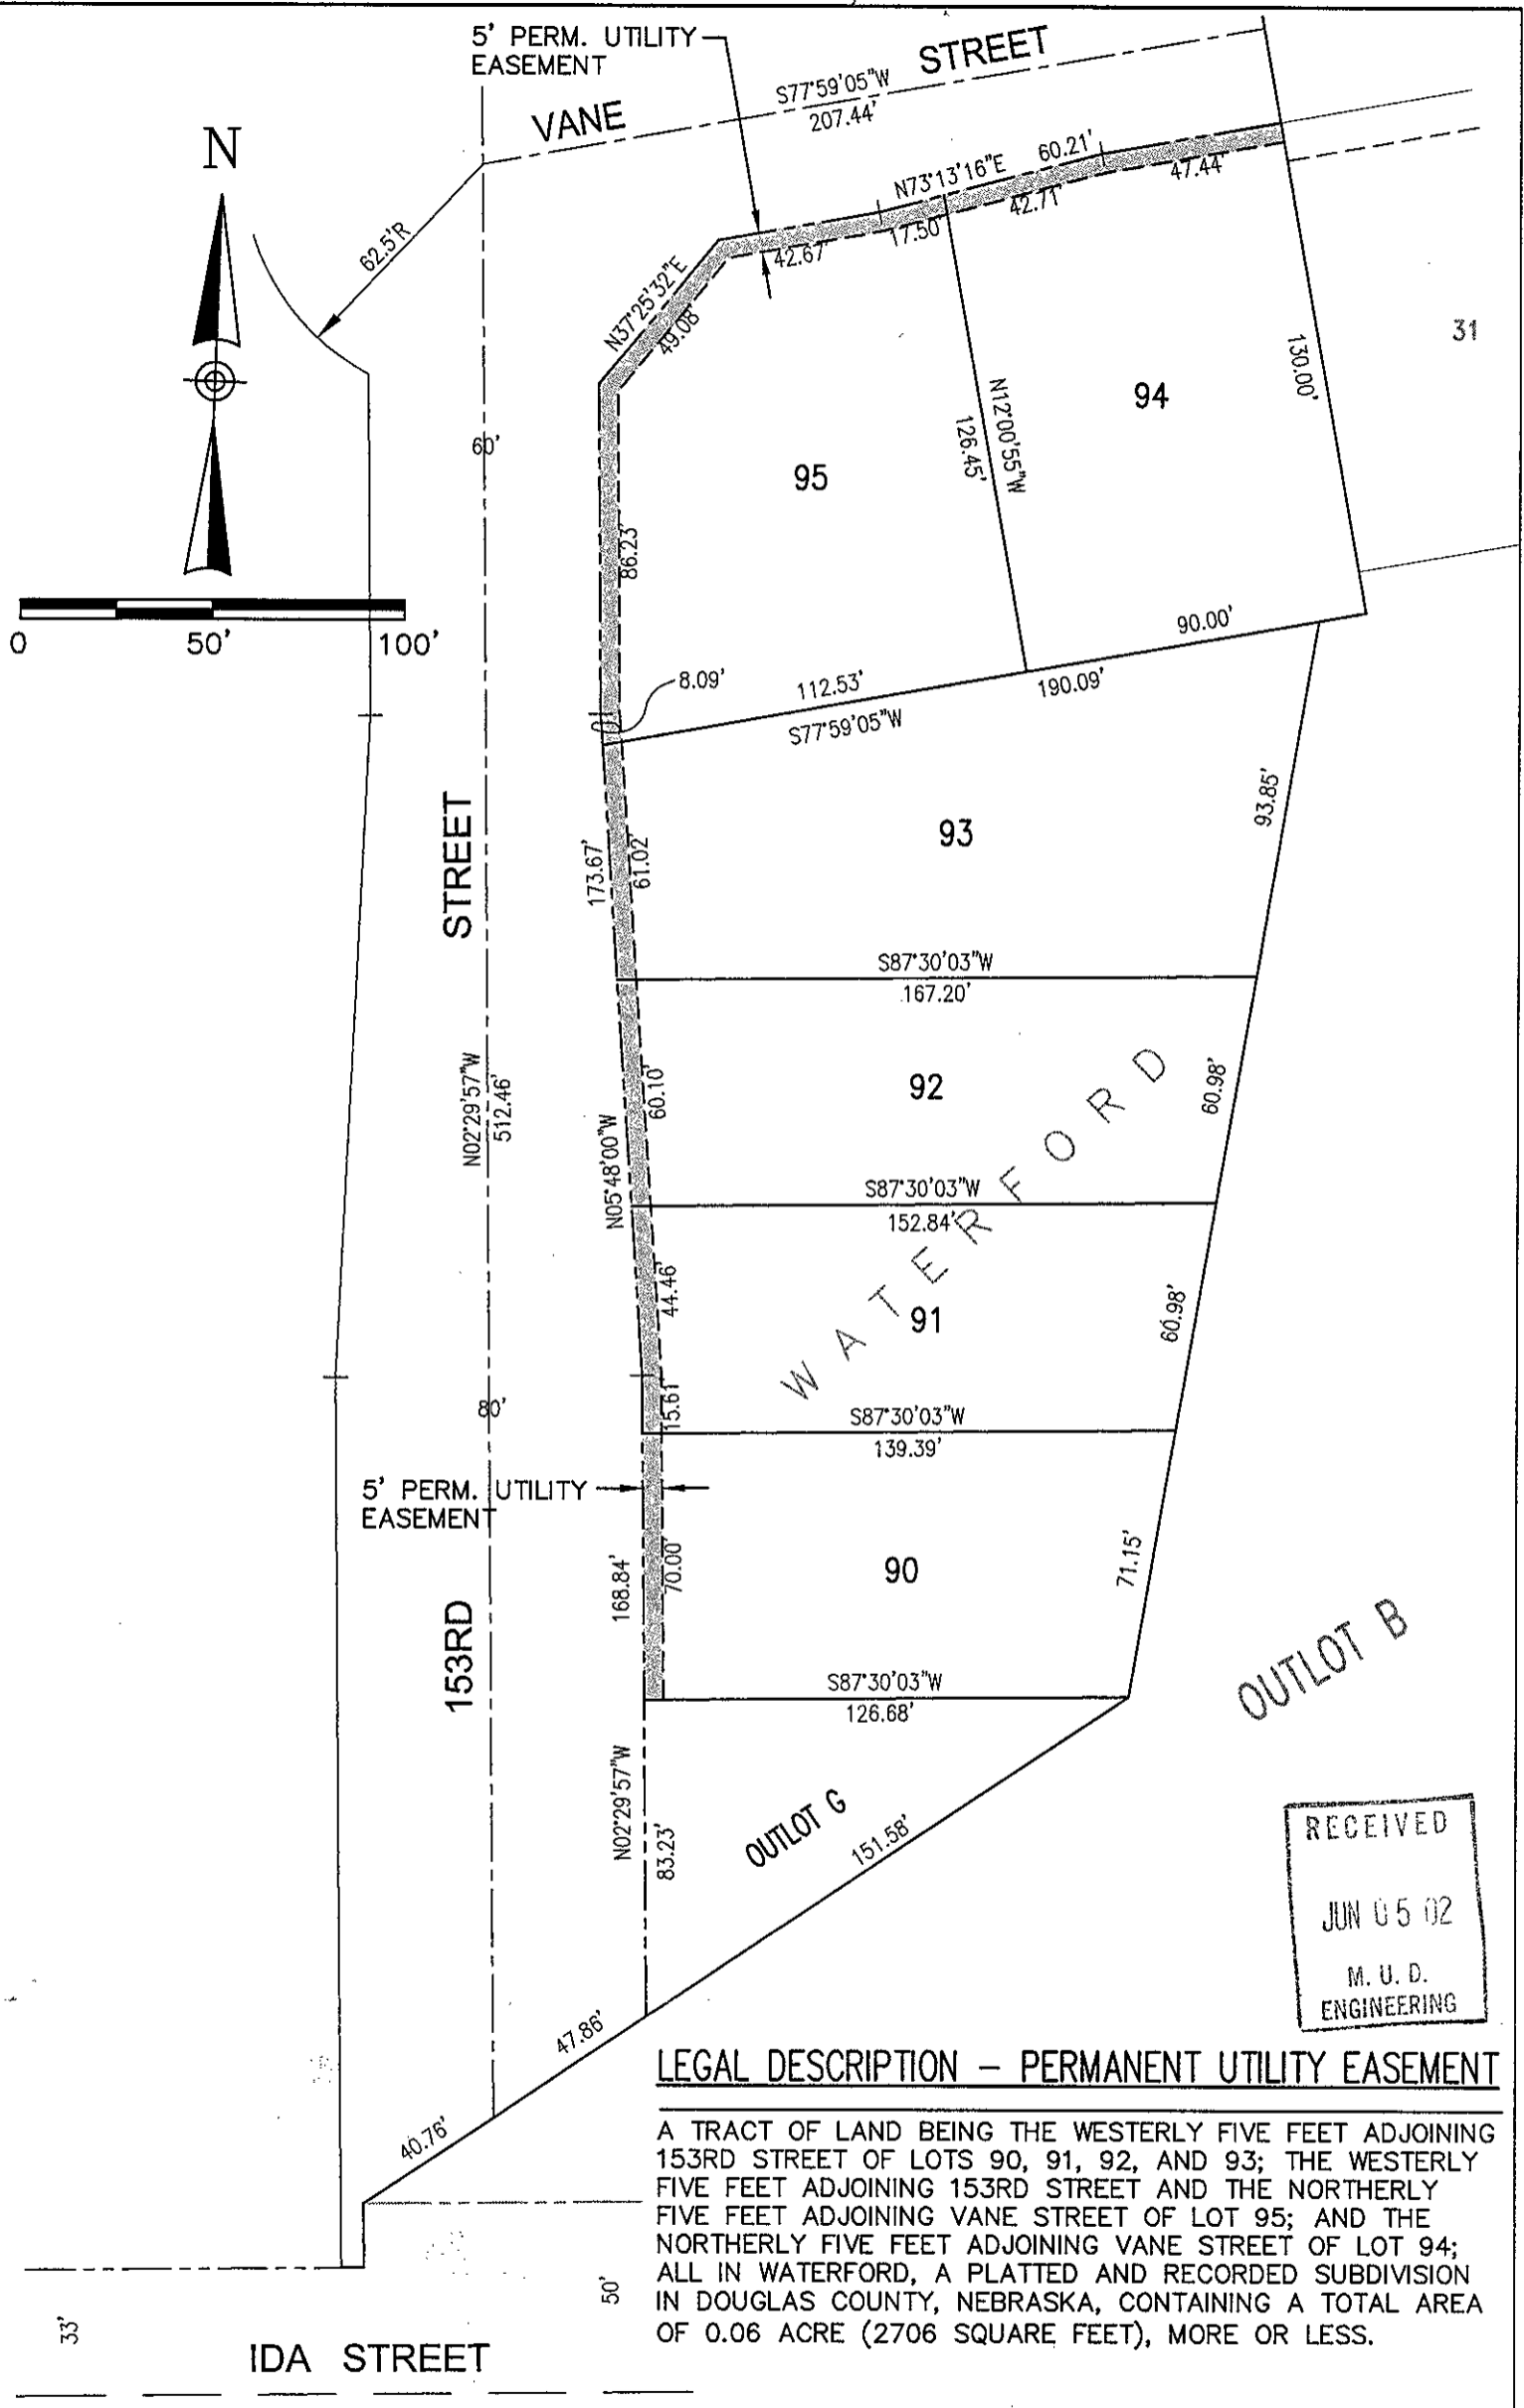 5' PERM. UTILITY
EASEMENT
VANE STREET
S77°59'05"W
207.44'
N
62.5'R
N73°13'16"E
60.21'
47.44'
42.71'
17.50'
42.67'
N37°25'32"E
49.08'
31
130.00'
94
N12°00'55"W
126.45'
95
60'
86.23'
0 50' 100'
90.00'
8.09'
112.53'
190.09'
S77°59'05"W
STREET
93
93.85'
173.67'
61.02'
S87°30'03"W
167.20'
N02°29'57"W
512.46'
92
60.10'
60.98'
N05°48'00"W
S87°30'03"W
152.84'
WATERFORD
44.46'
91
60.98'
15.61'
80'
S87°30'03"W
139.39'
5' PERM. UTILITY
EASEMENT
168.84'
70.00'
90
71.15'
153RD
S87°30'03"W
126.68'
OUTLOT B
N02°29'57"W
83.23'
OUTLOT G
151.58'
RECEIVED
JUN 05 02
M. U. D.
ENGINEERING
47.86'
40.76'
LEGAL DESCRIPTION – PERMANENT UTILITY EASEMENT
A TRACT OF LAND BEING THE WESTERLY FIVE FEET ADJOINING
153RD STREET OF LOTS 90, 91, 92, AND 93; THE WESTERLY
FIVE FEET ADJOINING 153RD STREET AND THE NORTHERLY
FIVE FEET ADJOINING VANE STREET OF LOT 95; AND THE
NORTHERLY FIVE FEET ADJOINING VANE STREET OF LOT 94;
ALL IN WATERFORD, A PLATTED AND RECORDED SUBDIVISION
IN DOUGLAS COUNTY, NEBRASKA, CONTAINING A TOTAL AREA
OF 0.06 ACRE (2706 SQUARE FEET), MORE OR LESS.
50'
33'
IDA STREET